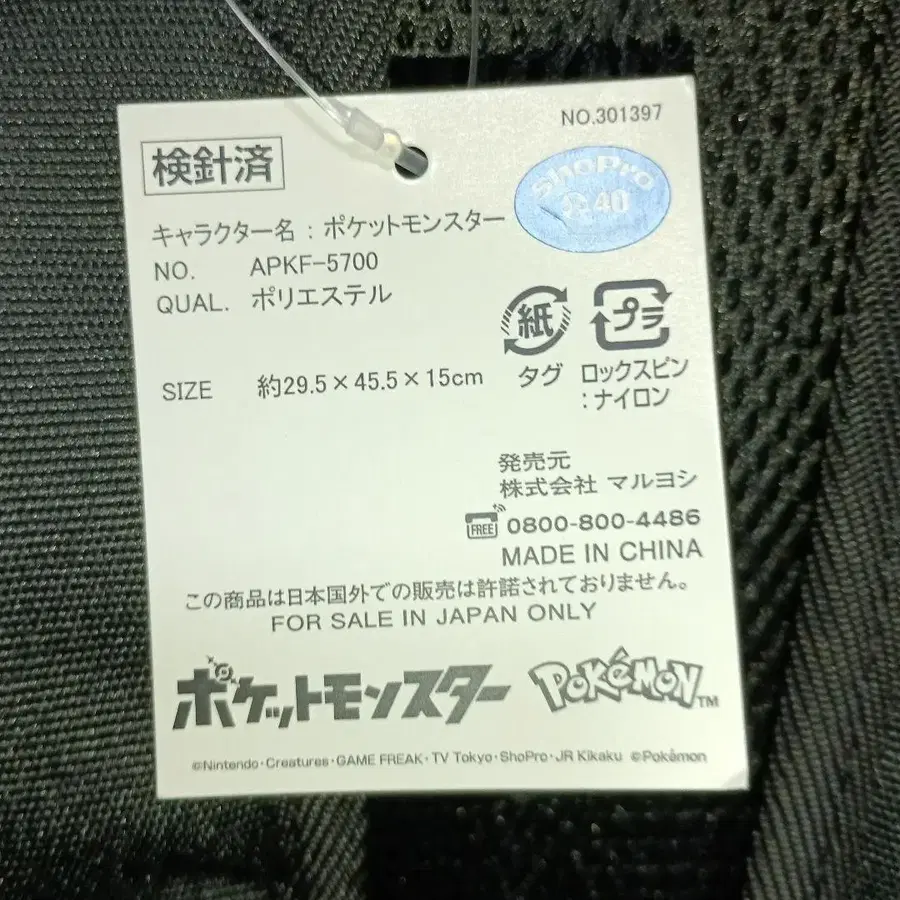 NO.301397
検針済
ShoPro
キャラクター名：ポケットモンスター
NO. APKF-5700
QUAL. ポリエステル
紙
プラ
タグ
ロックスピン
：ナイロン
SIZE 約29.5×45.5×15cm
発売元
株式会社 マルヨシ
FREE 0800-800-4486
MADE IN CHINA
この商品は日本国外での販売は許諾されておりません。
FOR SALE IN JAPAN ONLY
ポケットモンスター POKéMON™
©Nintendo・Creatures・GAME FREAK・TV Tokyo・ShoPro・JR Kikaku ©Pokémon